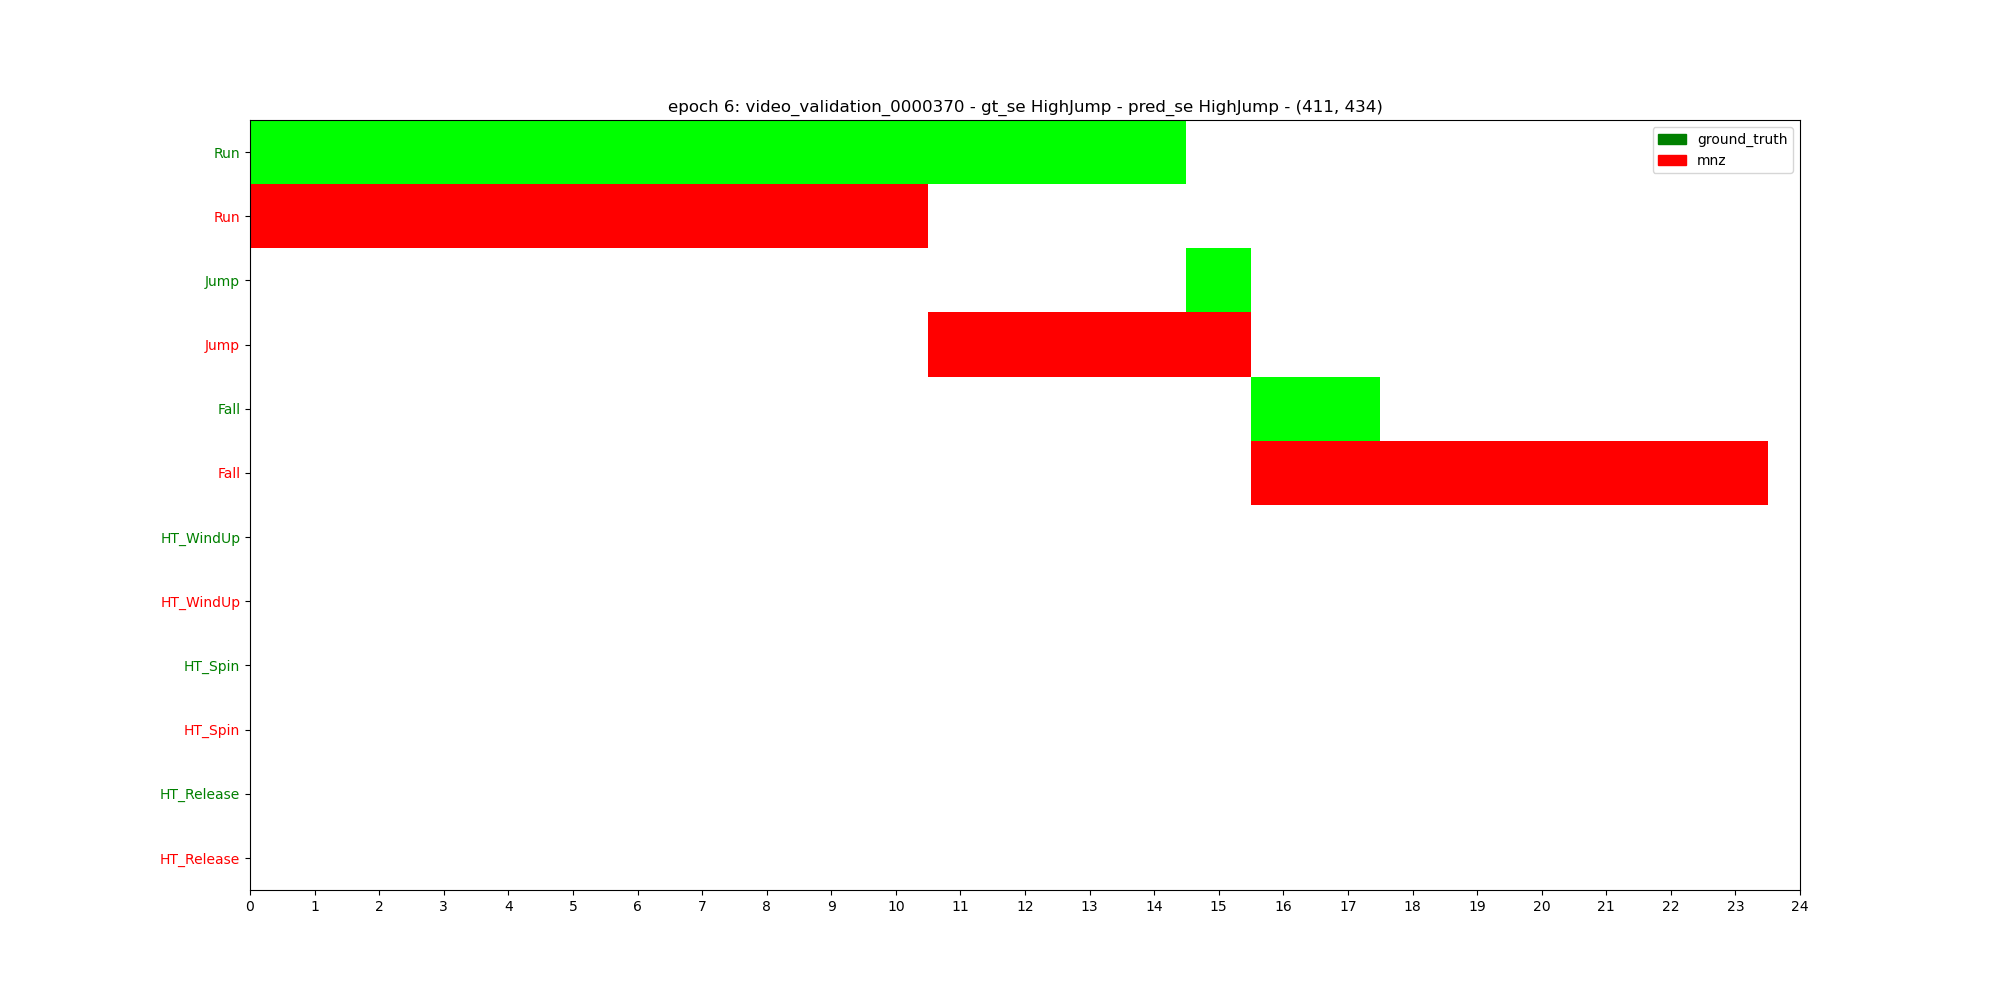 epoch 6: video_validation_0000370 - gt_se HighJump - pred_se HighJump - (411, 434)
ground_truth
mnz
Run
Run
Jump
Jump
Fall
Fall
HT_WindUp
HT_WindUp
HT_Spin
HT_Spin
HT_Release
HT_Release
0 1 2 3 4 5 6 7 8 9 10 11 12 13 14 15 16 17 18 19 20 21 22 23 24